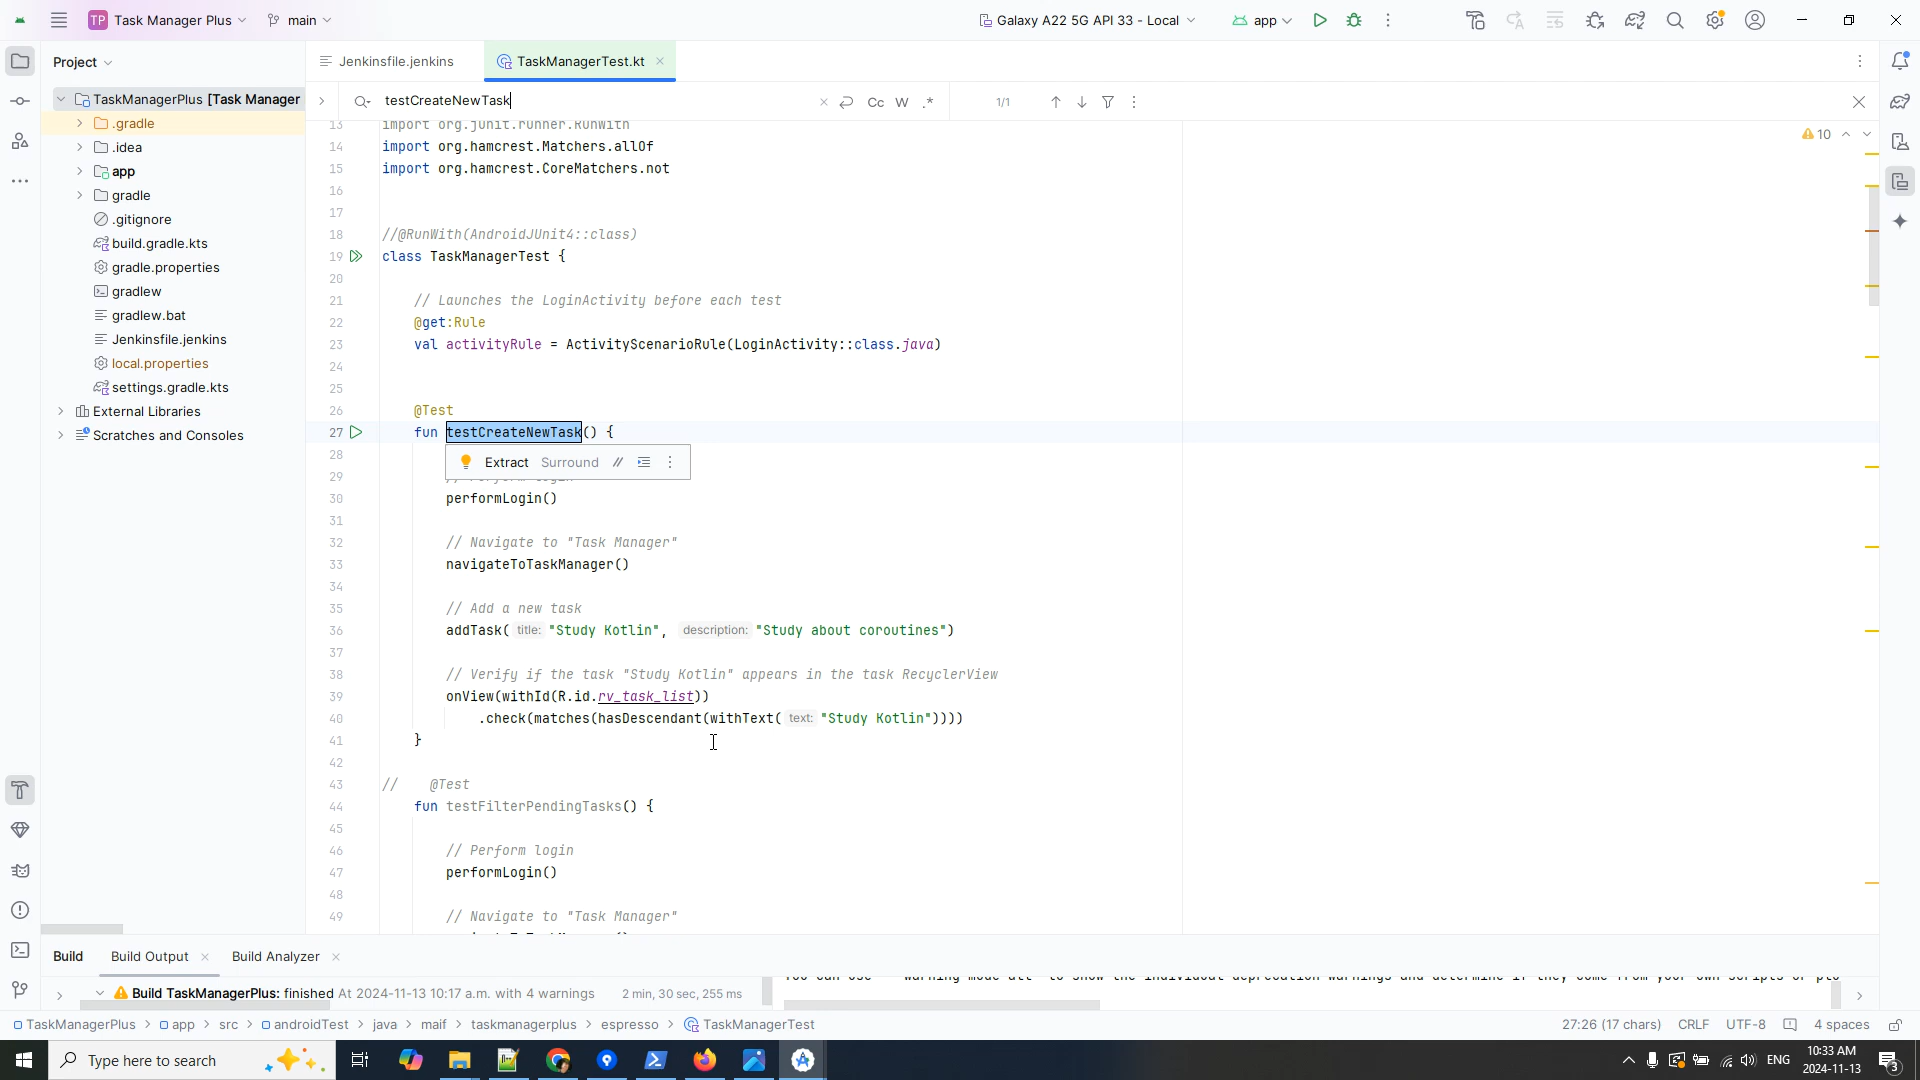 TP Task Manager Plus main Galaxy A22 5G API 33 - Local app
Project Jenkinsfile.jenkins TaskManagerTest.kt
testCreateNewTask Cc W .* 1/1
TaskManagerPlus [Task Manager
.gradle
.idea
app
gradle
.gitignore
build.gradle.kts
gradle.properties
gradlew
gradlew.bat
Jenkinsfile.jenkins
local.properties
settings.gradle.kts
External Libraries
Scratches and Consoles
10
13 import org.junit.runner.RunWith
14 import org.hamcrest.Matchers.allOf
15 import org.hamcrest.CoreMatchers.not
16
17
18 //@RunWith(AndroidJUnit4::class)
19 class TaskManagerTest {
20
21 // Launches the LoginActivity before each test
22 @get:Rule
23 val activityRule = ActivityScenarioRule(LoginActivity::class.java)
24
25
26 @Test
27 fun testCreateNewTask() {
28 Extract Surround //
29 // Perform login
30 performLogin()
31
32 // Navigate to "Task Manager"
33 navigateToTaskManager()
34
35 // Add a new task
36 addTask( title: "Study Kotlin", description: "Study about coroutines")
37
38 // Verify if the task "Study Kotlin" appears in the task RecyclerView
39 onView(withId(R.id.rv_task_list))
40 .check(matches(hasDescendant(withText( text: "Study Kotlin"))))
41 }
42
43 // @Test
44 fun testFilterPendingTasks() {
45
46 // Perform login
47 performLogin()
48
49 // Navigate to "Task Manager"
Build Build Output Build Analyzer
Build TaskManagerPlus: finished At 2024-11-13 10:17 a.m. with 4 warnings 2 min, 30 sec, 255 ms
TaskManagerPlus app src androidTest java maif taskmanagerplus espresso TaskManagerTest 27:26 (17 chars) CRLF UTF-8 4 spaces
Type here to search ENG 10:33 AM
2024-11-13 3